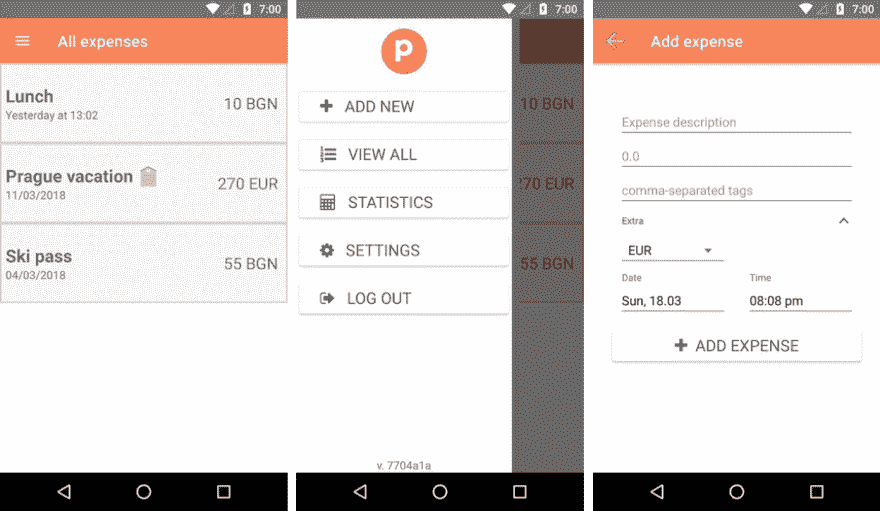 7:00
All expenses
Lunch
Yesterday at 13:02
10 BGN
Prague vacation
11/03/2018
270 EUR
Ski pass
04/03/2018
55 BGN
7:00
p
ADD NEW
VIEW ALL
STATISTICS
SETTINGS
LOG OUT
v. 7704a1a
10 BGN
270 EUR
55 BGN
7:00
Add expense
Expense description
0.0
comma-separated tags
Extra
EUR
Date
Time
Sun, 18.03
08:08 pm
ADD EXPENSE